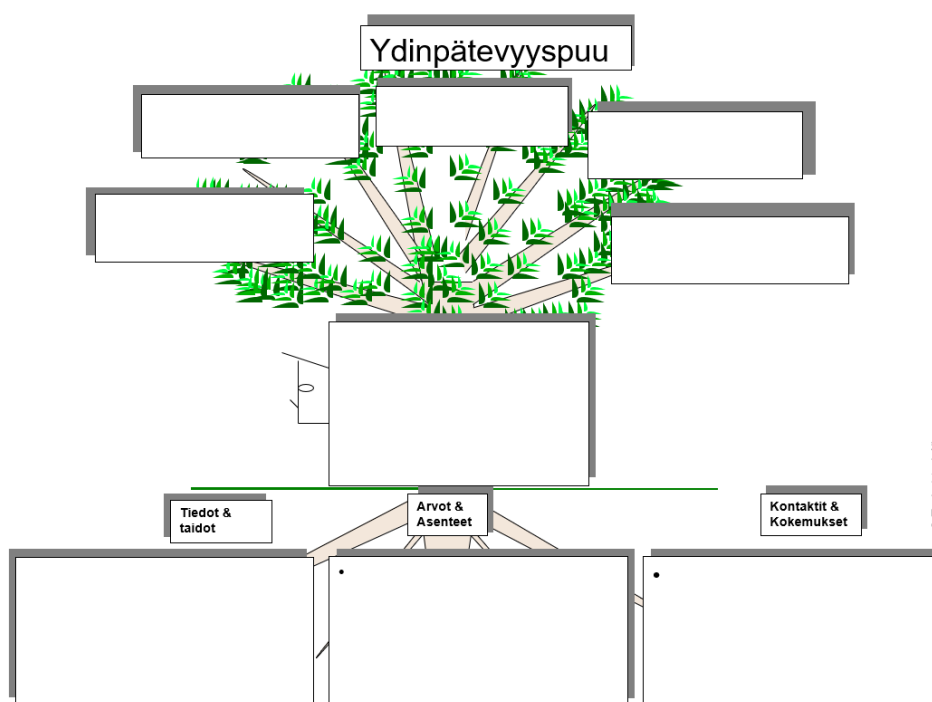 Ydinpätevyyspuu
Tiedot &
taidot
Arvot &
Asenteet
Kontaktit &
Kokemukset
•
•